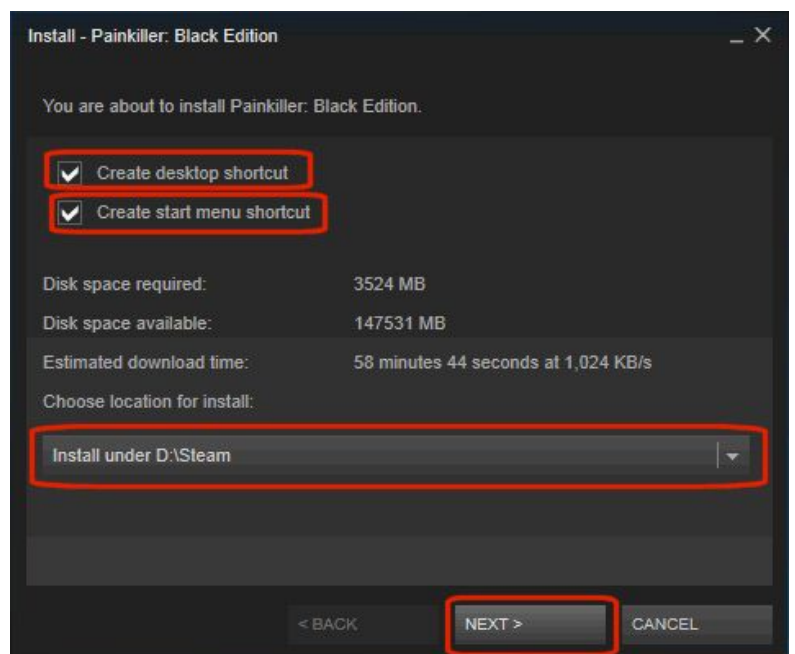 Install - Painkiller: Black Edition
You are about to install Painkiller: Black Edition.
Create desktop shortcut
Create start menu shortcut
Disk space required: 3524 MB
Disk space available: 147531 MB
Estimated download time: 58 minutes 44 seconds at 1,024 KB/s
Choose location for install:
Install under D:\Steam
< BACK NEXT > CANCEL